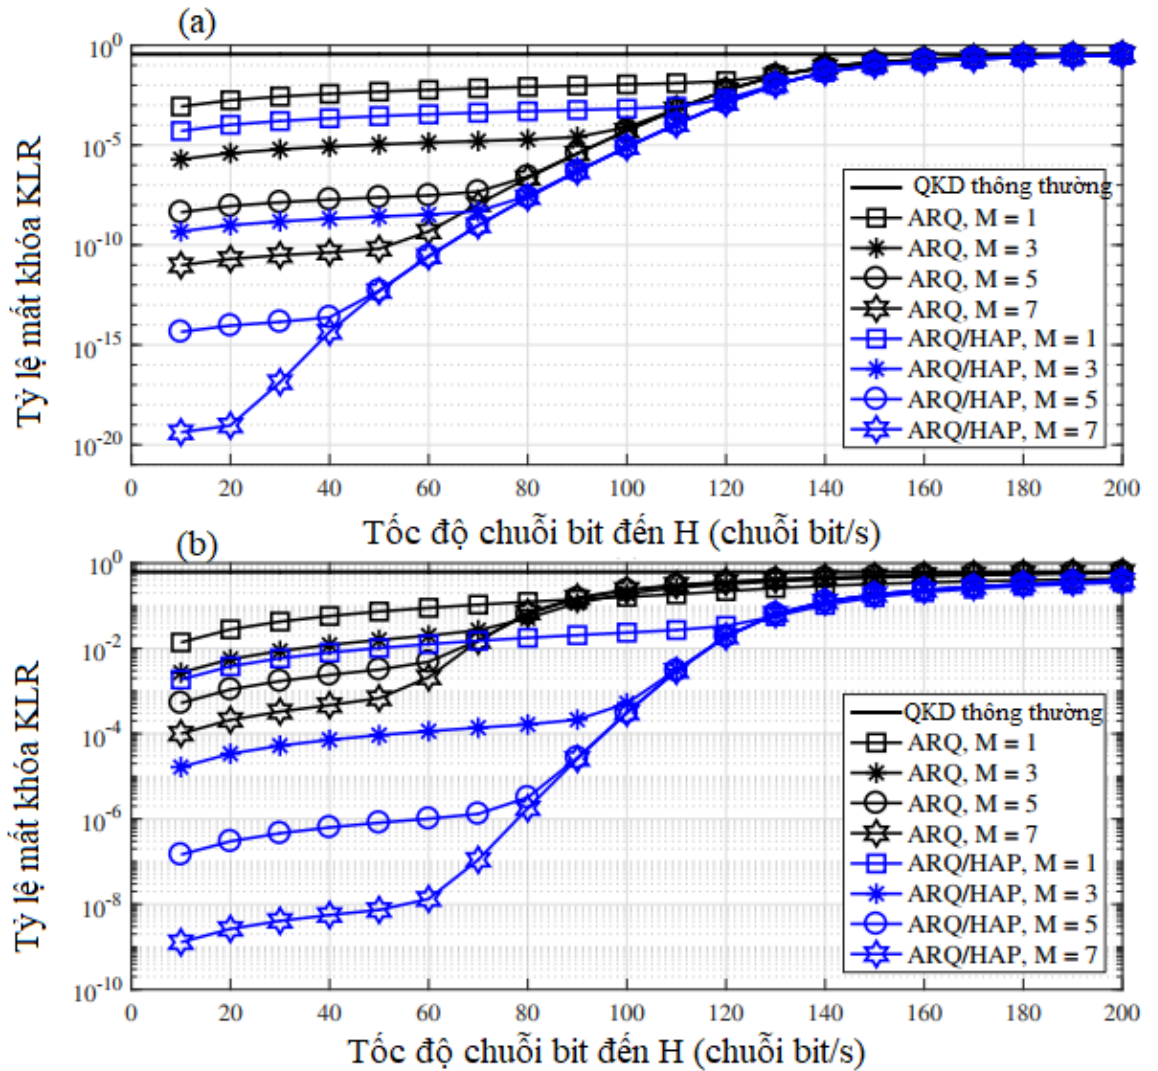 (a)
Tỷ lệ mất khóa KLR
10^0
10^-5
10^-10
10^-15
10^-20
QKD thông thường
ARQ, M = 1
ARQ, M = 3
ARQ, M = 5
ARQ, M = 7
ARQ/HAP, M = 1
ARQ/HAP, M = 3
ARQ/HAP, M = 5
ARQ/HAP, M = 7
0 20 40 60 80 100 120 140 160 180 200
Tốc độ chuỗi bit đến H (chuỗi bit/s)
(b)
Tỷ lệ mất khóa KLR
10^0
10^-2
10^-4
10^-6
10^-8
10^-10
QKD thông thường
ARQ, M = 1
ARQ, M = 3
ARQ, M = 5
ARQ, M = 7
ARQ/HAP, M = 1
ARQ/HAP, M = 3
ARQ/HAP, M = 5
ARQ/HAP, M = 7
0 20 40 60 80 100 120 140 160 180 200
Tốc độ chuỗi bit đến H (chuỗi bit/s)